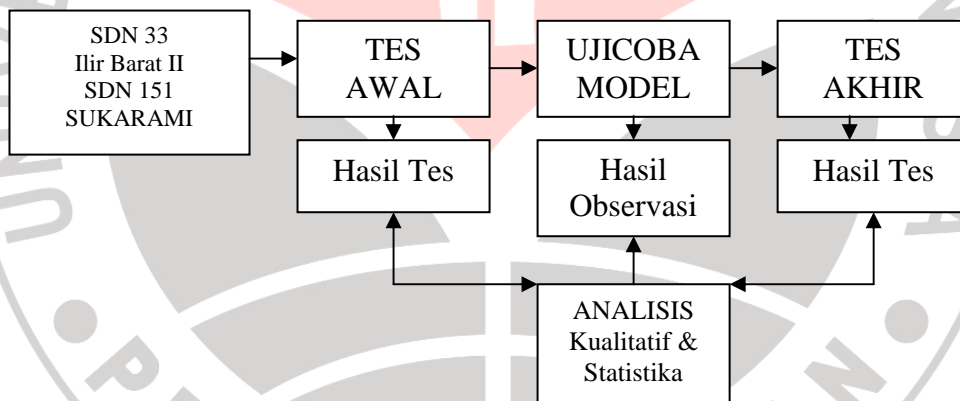 SDN 33
Ilir Barat II
SDN 151
SUKARAMI
TES
AWAL
UJICOBA
MODEL
TES
AKHIR
Hasil Tes
Hasil
Observasi
Hasil Tes
ANALISIS
Kualitatif &
Statistika